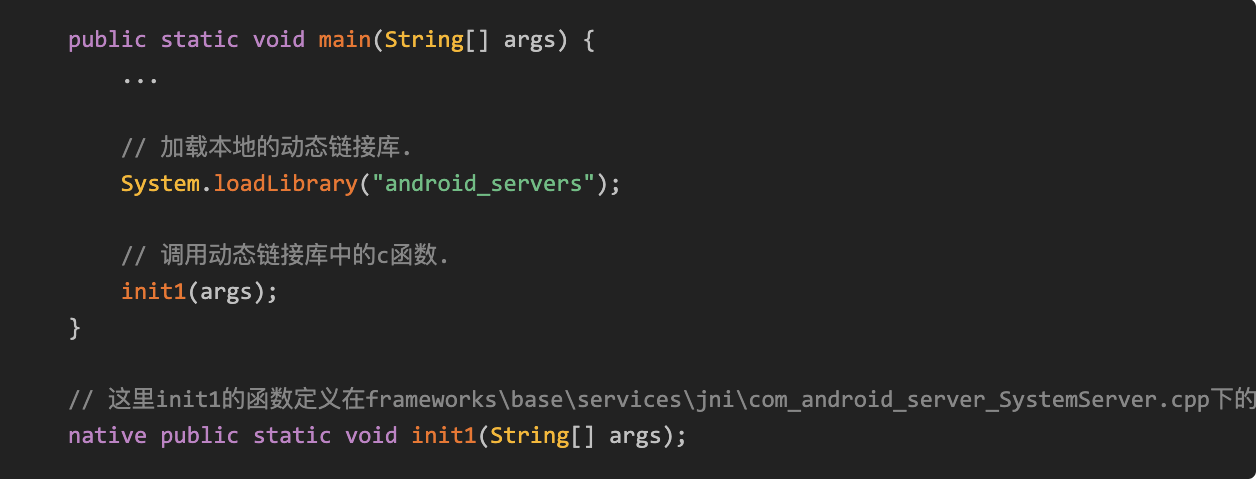 public static void main(String[] args) {
...
// 加载本地的动态链接库.
System.loadLibrary("android_servers");
// 调用动态链接库中的c函数.
init1(args);
}
// 这里init1的函数定义在frameworks\base\services\jni\com_android_server_SystemServer.cpp下的
native public static void init1(String[] args);